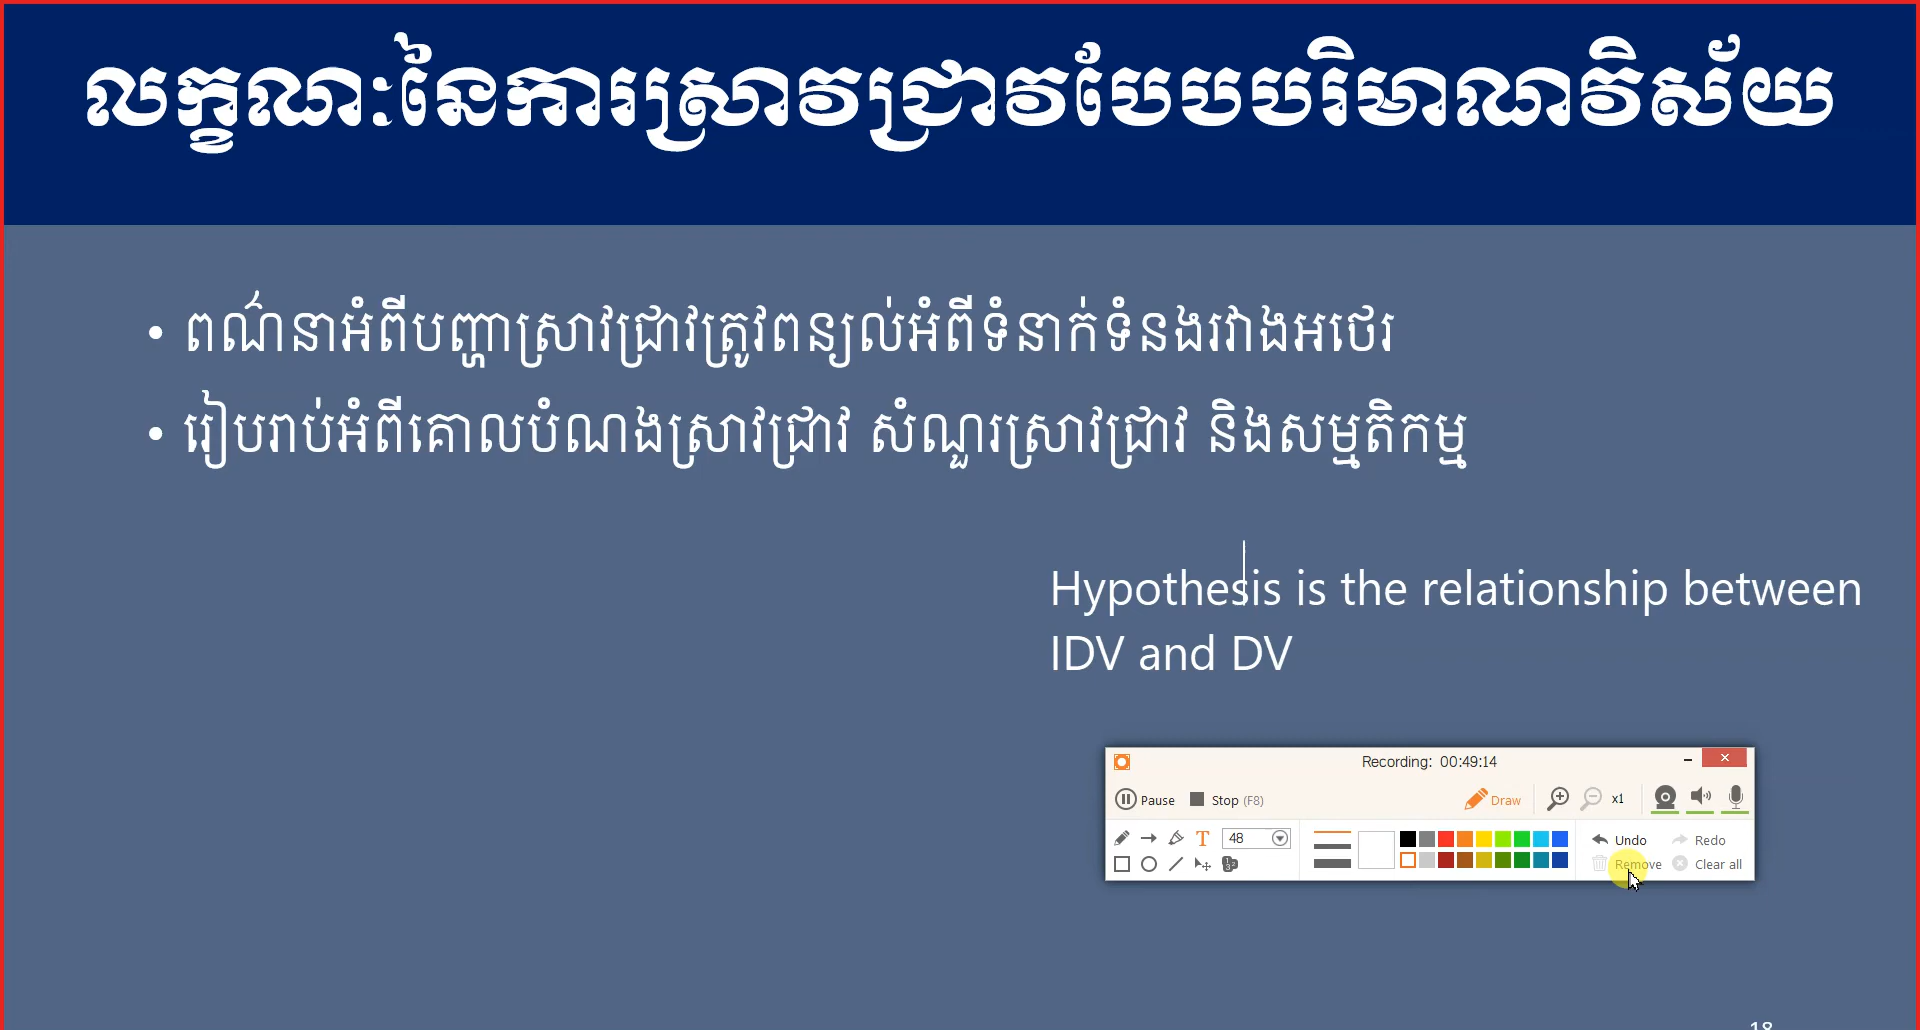 លក្ខណៈនៃការស្រាវជ្រាវបែបបរិមាណវិស័យ
• ពណ៌នាអំពីបញ្ហាស្រាវជ្រាវត្រូវពន្យល់អំពីទំនាក់ទំនងរវាងអថេរ
• រៀបរាប់អំពីគោលបំណងស្រាវជ្រាវ សំណួរស្រាវជ្រាវ និងសម្មតិកម្ម
Hypothesis is the relationship between
IDV and DV
Recording: 00:49:14
Pause Stop (F8) Draw x1
48 Undo Redo
Remove Clear all
18